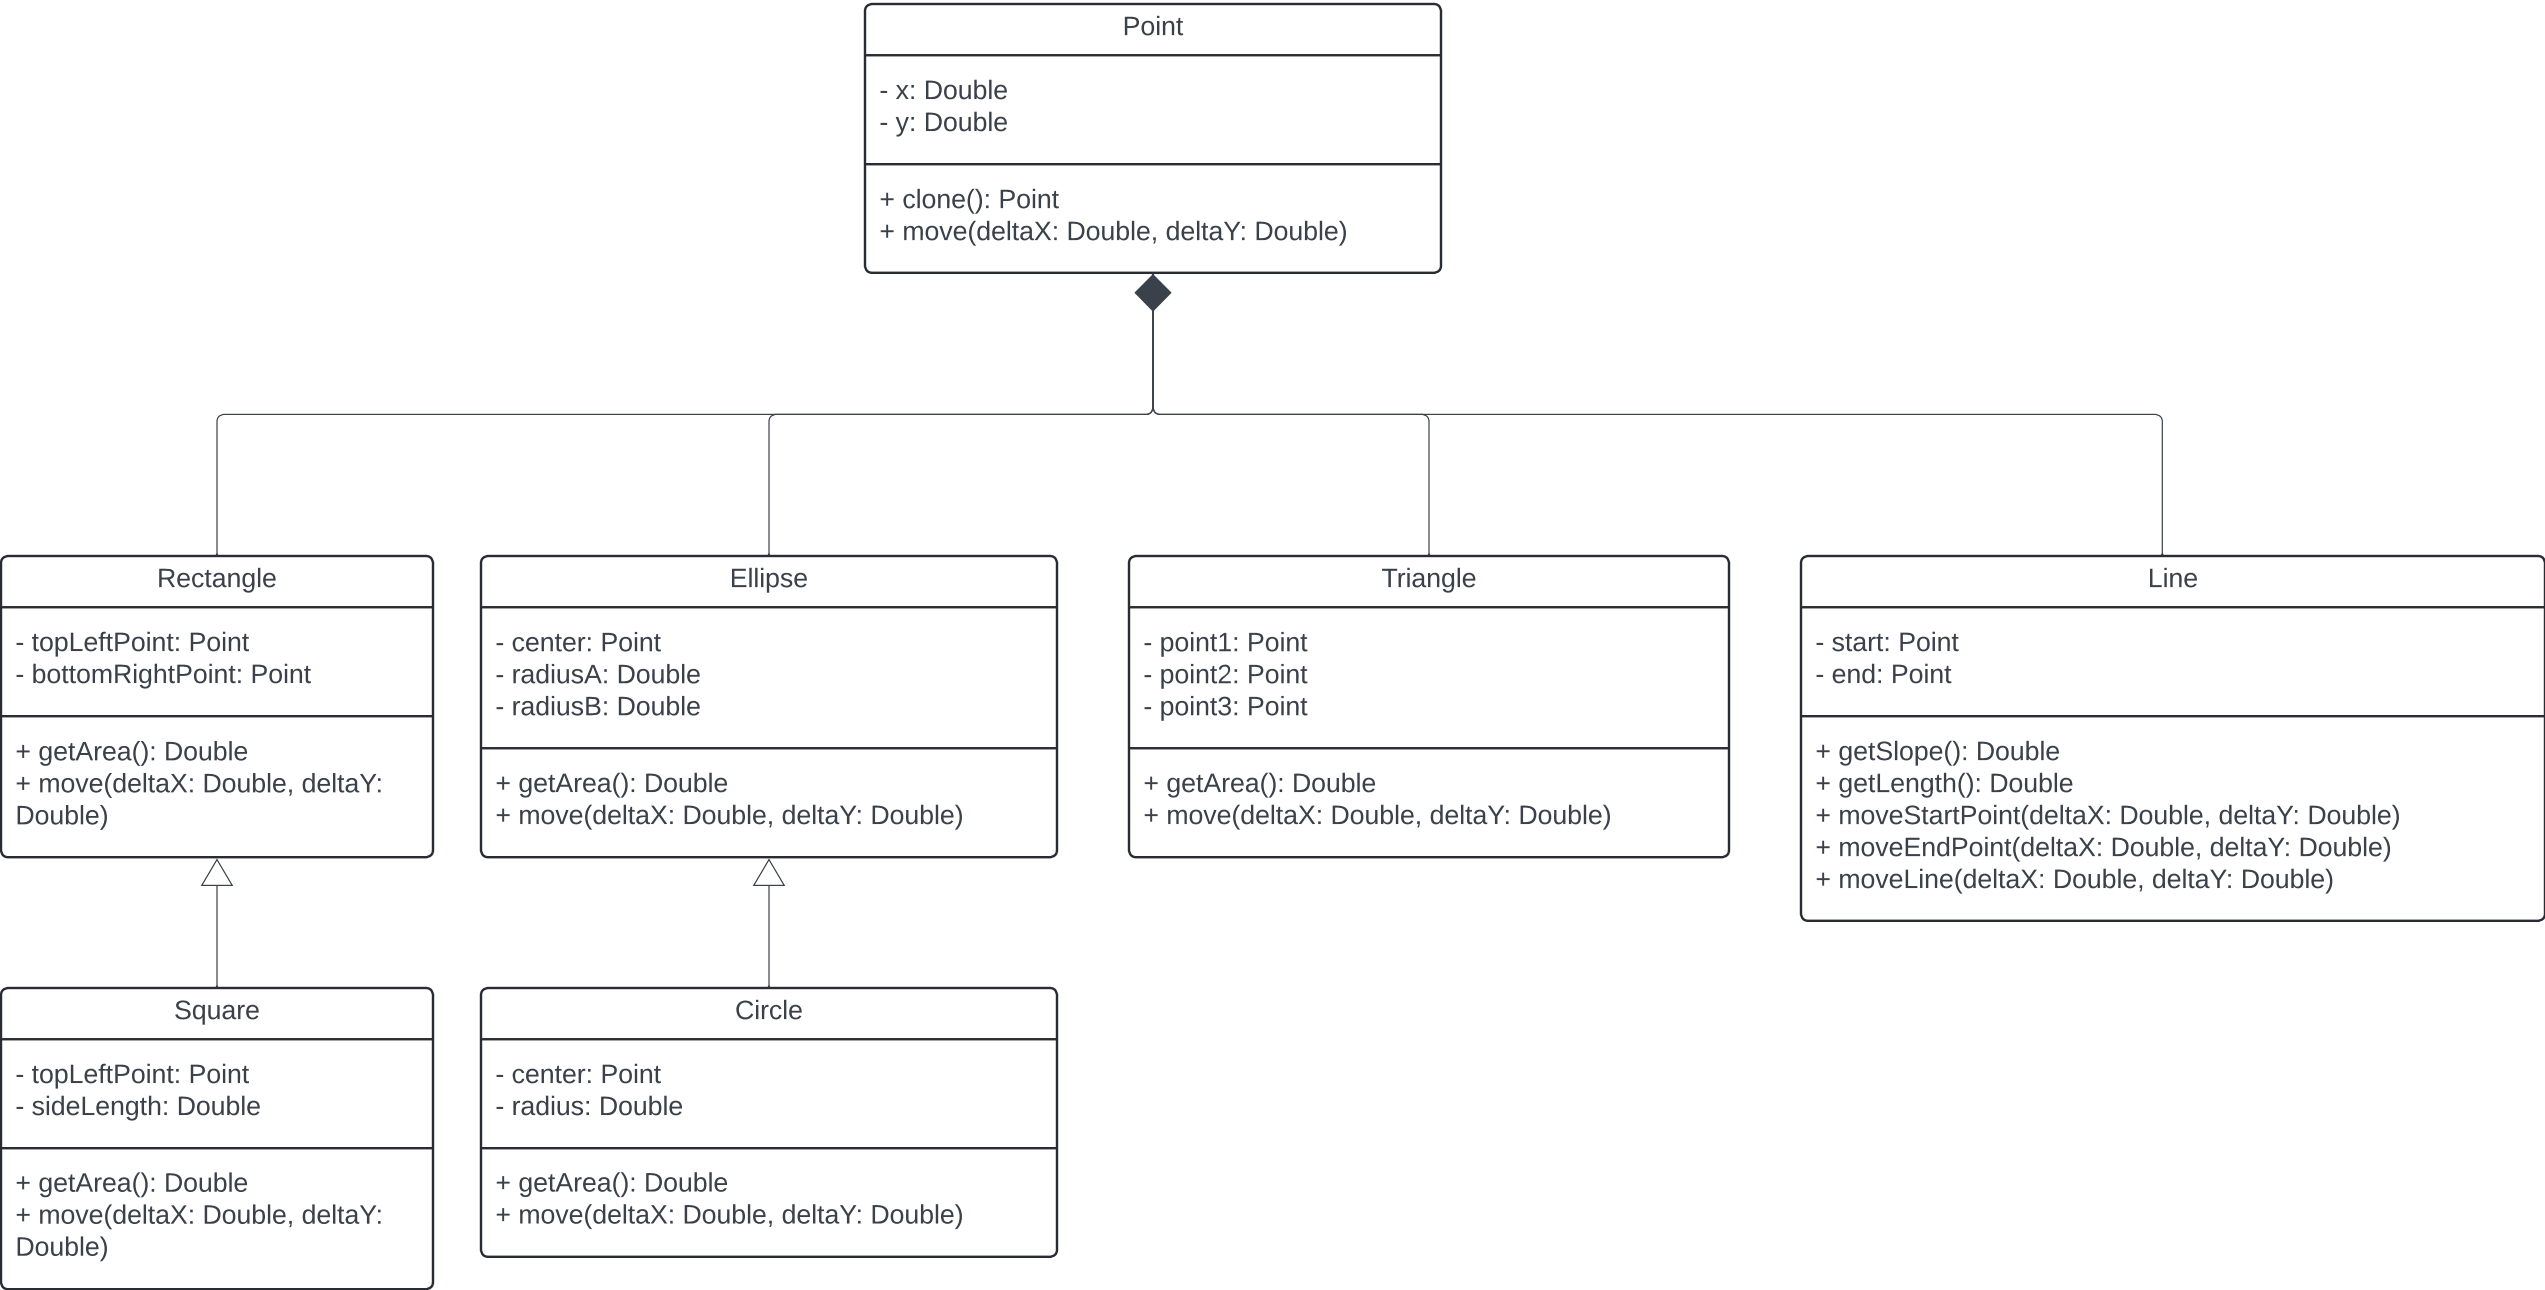 Point
- x: Double
- y: Double
+ clone(): Point
+ move(deltaX: Double, deltaY: Double)
Rectangle
- topLeftPoint: Point
- bottomRightPoint: Point
+ getArea(): Double
+ move(deltaX: Double, deltaY:
Double)
Ellipse
- center: Point
- radiusA: Double
- radiusB: Double
+ getArea(): Double
+ move(deltaX: Double, deltaY: Double)
Triangle
- point1: Point
- point2: Point
- point3: Point
+ getArea(): Double
+ move(deltaX: Double, deltaY: Double)
Line
- start: Point
- end: Point
+ getSlope(): Double
+ getLength(): Double
+ moveStartPoint(deltaX: Double, deltaY: Double)
+ moveEndPoint(deltaX: Double, deltaY: Double)
+ moveLine(deltaX: Double, deltaY: Double)
Square
- topLeftPoint: Point
- sideLength: Double
+ getArea(): Double
+ move(deltaX: Double, deltaY:
Double)
Circle
- center: Point
- radius: Double
+ getArea(): Double
+ move(deltaX: Double, deltaY: Double)